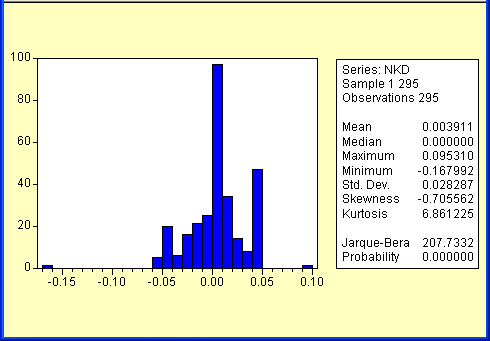 100
80
60
40
20
0
-0.15 -0.10 -0.05 0.00 0.05 0.10
Series: NKD
Sample 1 295
Observations 295
Mean 0.003911
Median 0.000000
Maximum 0.095310
Minimum -0.167992
Std. Dev. 0.028287
Skewness -0.705562
Kurtosis 6.861225
Jarque-Bera 207.7332
Probability 0.000000